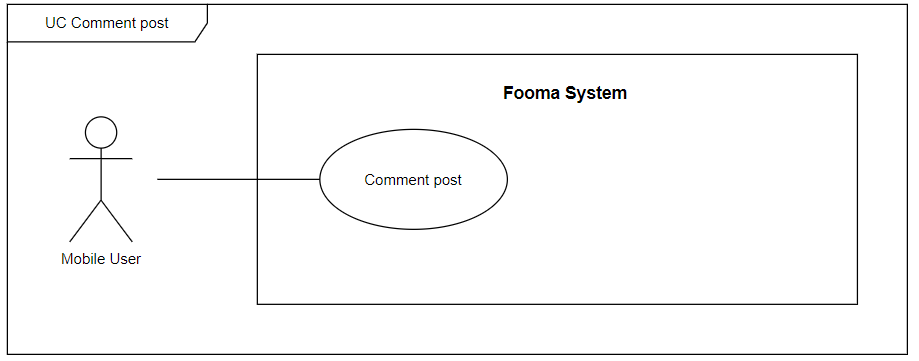 UC Comment post
Fooma System
Comment post
Mobile User